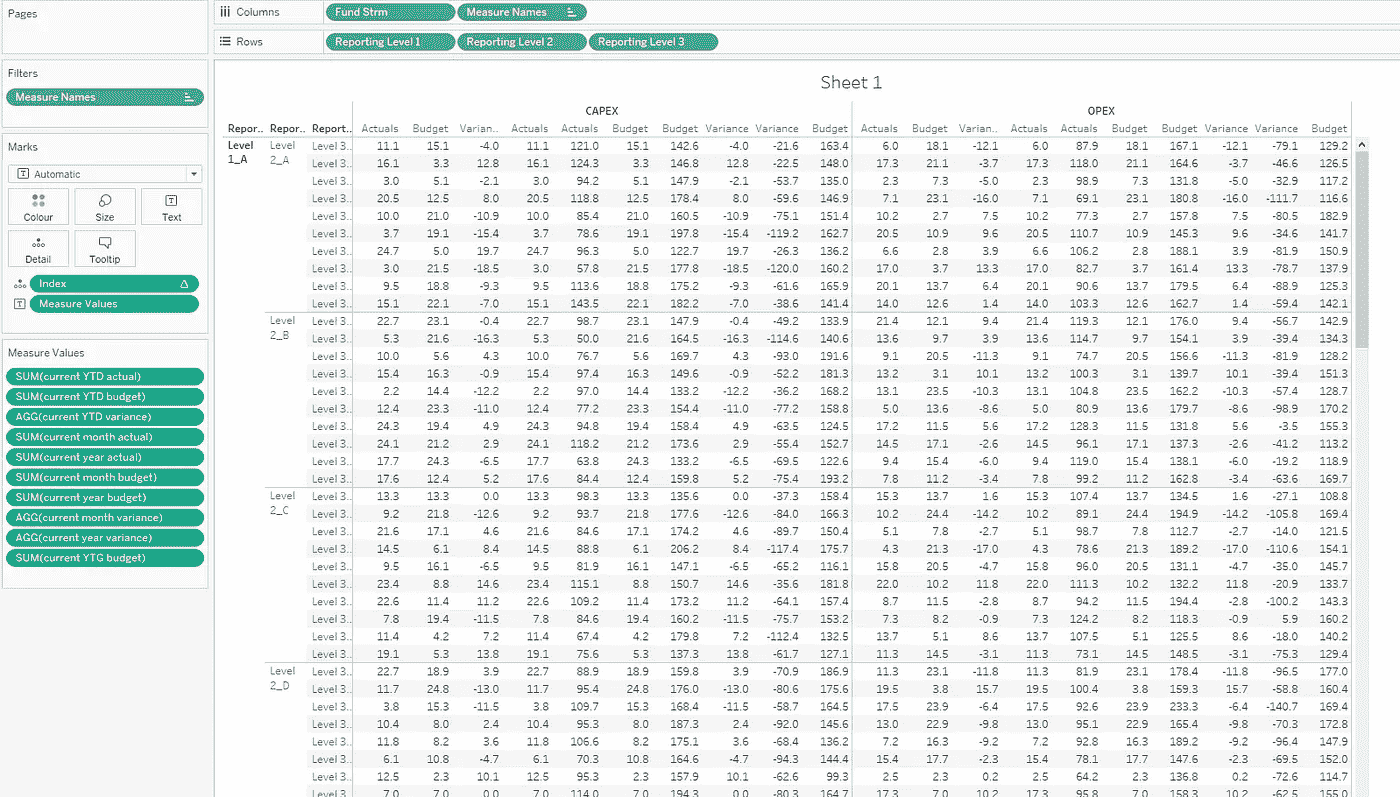 Pages
Filters
Measure Names
Marks
Automatic
Colour Size Text
Detail Tooltip
Index
Measure Values
Measure Values
SUM(current YTD actual)
SUM(current YTD budget)
AGG(current YTD variance)
SUM(current month actual)
SUM(current year actual)
SUM(current month budget)
SUM(current year budget)
AGG(current month variance)
AGG(current year variance)
SUM(current YTG budget)
Columns Fund Strm Measure Names
Rows Reporting Level 1 Reporting Level 2 Reporting Level 3
Sheet 1
CAPEX OPEX
Repor.. Repor.. Report.. Actuals Budget Varian.. Actuals Actuals Budget Budget Variance Variance Budget Actuals Budget Varian.. Actuals Actuals Budget Budget Variance Variance Budget
Level 1_A Level 2_A Level 3.. 11.1 15.1 -4.0 11.1 121.0 15.1 142.6 -4.0 -21.6 163.4 6.0 18.1 -12.1 6.0 87.9 18.1 167.1 -12.1 -79.1 129.2
Level 3.. 16.1 3.3 12.8 16.1 124.3 3.3 146.8 12.8 -22.5 148.0 17.3 21.1 -3.7 17.3 118.0 21.1 164.6 -3.7 -46.6 126.5
Level 3.. 3.0 5.1 -2.1 3.0 94.2 5.1 147.9 -2.1 -53.7 135.0 2.3 7.3 -5.0 2.3 98.9 7.3 131.8 -5.0 -32.9 117.2
Level 3.. 20.5 12.5 8.0 20.5 118.8 12.5 178.4 8.0 -59.6 146.9 7.1 23.1 -16.0 7.1 69.1 23.1 180.8 -16.0 -111.7 116.6
Level 3.. 10.0 21.0 -10.9 10.0 85.4 21.0 160.5 -10.9 -75.1 151.4 10.2 2.7 7.5 10.2 77.3 2.7 157.8 7.5 -80.5 182.9
Level 3.. 3.7 19.1 -15.4 3.7 78.6 19.1 197.8 -15.4 -119.2 162.7 20.5 10.9 9.6 20.5 110.7 10.9 145.3 9.6 -34.6 141.7
Level 3.. 24.7 5.0 19.7 24.7 96.3 5.0 122.7 19.7 -26.3 136.2 6.6 2.8 3.9 6.6 106.2 2.8 188.1 3.9 -81.9 150.9
Level 3.. 3.0 21.5 -18.5 3.0 57.8 21.5 177.8 -18.5 -120.0 160.2 17.0 3.7 13.3 17.0 82.7 3.7 161.4 13.3 -78.7 137.9
Level 3.. 9.5 18.8 -9.3 9.5 113.6 18.8 175.2 -9.3 -61.6 165.9 20.1 13.7 6.4 20.1 90.6 13.7 179.5 6.4 -88.9 125.3
Level 3.. 15.1 22.1 -7.0 15.1 143.5 22.1 182.2 -7.0 -38.6 141.4 14.0 12.6 1.4 14.0 103.3 12.6 162.7 1.4 -59.4 142.1
Level 2_B Level 3.. 22.7 23.1 -0.4 22.7 98.7 23.1 147.9 -0.4 -49.2 133.9 21.4 12.1 9.4 21.4 119.3 12.1 176.0 9.4 -56.7 142.9
Level 3.. 5.3 21.6 -16.3 5.3 50.0 21.6 164.5 -16.3 -114.6 140.6 13.6 9.7 3.9 13.6 114.7 9.7 154.1 3.9 -39.4 134.3
Level 3.. 10.0 5.6 4.3 10.0 76.7 5.6 169.7 4.3 -93.0 191.6 9.1 20.5 -11.3 9.1 74.7 20.5 156.6 -11.3 -81.9 128.2
Level 3.. 15.4 16.3 -0.9 15.4 97.4 16.3 149.6 -0.9 -52.2 181.3 13.2 3.1 10.1 13.2 100.3 3.1 139.7 10.1 -39.4 151.3
Level 3.. 2.2 14.4 -12.2 2.2 97.0 14.4 133.2 -12.2 -36.2 168.2 13.1 23.5 -10.3 13.1 104.8 23.5 162.2 -10.3 -57.4 128.7
Level 3.. 12.4 23.3 -11.0 12.4 77.2 23.3 154.4 -11.0 -77.2 158.8 5.0 13.6 -8.6 5.0 80.9 13.6 179.7 -8.6 -98.9 170.2
Level 3.. 24.3 19.4 4.9 24.3 94.8 19.4 158.4 4.9 -63.5 124.5 17.2 11.5 5.6 17.2 128.3 11.5 131.8 5.6 -3.5 155.3
Level 3.. 24.1 21.2 2.9 24.1 118.2 21.2 173.6 2.9 -55.4 152.7 14.5 17.1 -2.6 14.5 96.1 17.1 137.3 -2.6 -41.2 113.2
Level 3.. 17.7 24.3 -6.5 17.7 63.8 24.3 133.2 -6.5 -69.5 122.6 9.4 15.4 -6.0 9.4 119.0 15.4 138.1 -6.0 -19.2 118.9
Level 3.. 17.6 12.4 5.2 17.6 84.4 12.4 159.8 5.2 -75.4 193.2 7.8 11.2 -3.4 7.8 99.2 11.2 162.8 -3.4 -63.6 169.7
Level 2_C Level 3.. 13.3 13.3 0.0 13.3 98.3 13.3 135.6 0.0 -37.3 158.4 15.3 13.7 1.6 15.3 107.4 13.7 134.5 1.6 -27.1 108.8
Level 3.. 9.2 21.8 -12.6 9.2 93.7 21.8 177.6 -12.6 -84.0 166.3 10.2 24.4 -14.2 10.2 89.1 24.4 194.9 -14.2 -105.8 169.4
Level 3.. 21.6 17.1 4.6 21.6 84.6 17.1 174.2 4.6 -89.7 150.4 5.1 7.8 -2.7 5.1 98.7 7.8 112.7 -2.7 -14.0 121.5
Level 3.. 14.5 6.1 8.4 14.5 88.8 6.1 206.2 8.4 -117.4 175.7 4.3 21.3 -17.0 4.3 78.6 21.3 189.2 -17.0 -110.6 154.1
Level 3.. 9.5 16.1 -6.5 9.5 81.9 16.1 147.1 -6.5 -65.2 116.1 15.8 20.5 -4.7 15.8 96.0 20.5 131.1 -4.7 -35.0 145.7
Level 3.. 23.4 8.8 14.6 23.4 115.1 8.8 150.7 14.6 -35.6 181.8 22.0 10.2 11.8 22.0 111.3 10.2 132.2 11.8 -20.9 133.7
Level 3.. 22.6 11.4 11.2 22.6 109.2 11.4 173.2 11.2 -64.1 157.4 8.7 11.5 -2.8 8.7 94.2 11.5 194.4 -2.8 -100.2 143.3
Level 3.. 7.8 19.4 -11.5 7.8 84.6 19.4 160.2 -11.5 -75.7 153.2 7.3 8.2 -0.9 7.3 124.2 8.2 118.3 -0.9 5.9 160.2
Level 3.. 11.4 4.2 7.2 11.4 67.4 4.2 179.8 7.2 -112.4 132.5 13.7 5.1 8.6 13.7 107.5 5.1 125.5 8.6 -18.0 140.2
Level 3.. 19.1 5.3 13.8 19.1 75.6 5.3 137.3 13.8 -61.7 127.1 11.3 14.5 -3.1 11.3 73.1 14.5 148.5 -3.1 -75.3 129.4
Level 2_D Level 3.. 22.7 18.9 3.9 22.7 88.9 18.9 159.8 3.9 -70.9 186.9 11.3 23.1 -11.8 11.3 81.9 23.1 178.4 -11.8 -96.5 177.0
Level 3.. 11.7 24.8 -13.0 11.7 95.4 24.8 176.0 -13.0 -80.6 175.6 19.5 3.8 15.7 19.5 100.4 3.8 159.3 15.7 -58.8 160.4
Level 3.. 3.8 15.3 -11.5 3.8 109.7 15.3 168.4 -11.5 -58.7 164.5 17.5 23.9 -6.4 17.5 92.6 23.9 233.3 -6.4 -140.7 169.4
Level 3.. 10.4 8.0 2.4 10.4 95.3 8.0 187.3 2.4 -92.0 145.6 13.0 22.9 -9.8 13.0 95.1 22.9 165.4 -9.8 -70.3 172.8
Level 3.. 11.8 8.2 3.6 11.8 106.6 8.2 175.1 3.6 -68.4 136.2 7.2 16.3 -9.2 7.2 92.8 16.3 189.2 -9.2 -96.4 147.9
Level 3.. 6.1 10.8 -4.7 6.1 70.3 10.8 164.6 -4.7 -94.3 144.4 15.4 17.7 -2.3 15.4 78.1 17.7 147.6 -2.3 -69.5 152.0
Level 3.. 12.5 2.3 10.1 12.5 95.3 2.3 157.9 10.1 -62.6 99.3 2.5 2.3 0.2 2.5 64.2 2.3 136.8 0.2 -72.6 114.7
Level 3.. 7.0 7.0 0.0 7.0 114.0 7.0 194.3 0.0 -80.3 164.7 17.3 7.0 10.2 17.3 95.8 7.0 158.3 10.2 -62.5 155.0